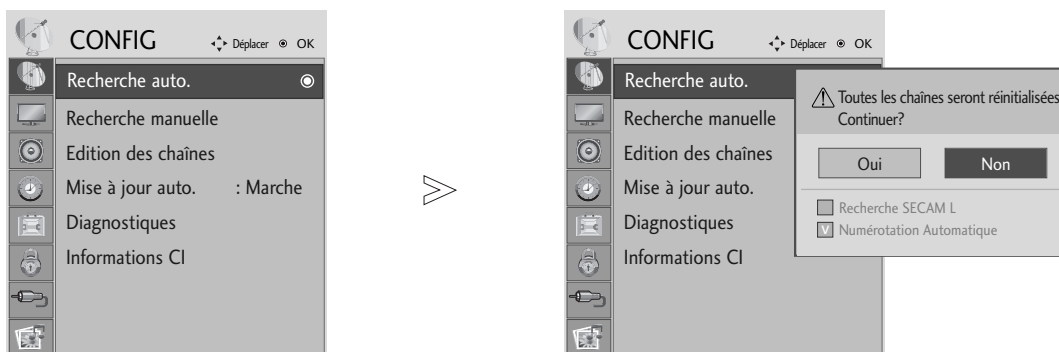 CONFIG
Déplacer OK
Recherche auto.
Recherche manuelle
Edition des chaînes
Mise à jour auto. : Marche
Diagnostiques
Informations CI
CONFIG
Déplacer OK
Recherche auto.
Recherche manuelle
Edition des chaînes
Mise à jour auto.
Diagnostiques
Informations CI
Toutes les chaînes seront réinitialisées
Continuer?
Oui Non
Recherche SECAM L
V Numérotation Automatique